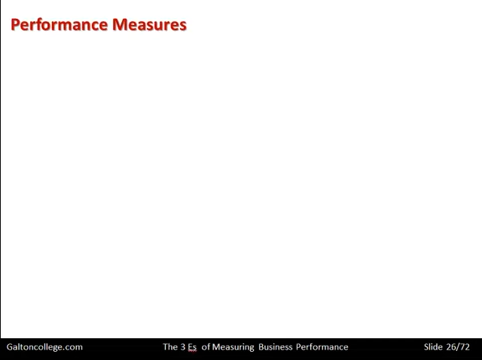 Performance Measures
Galtoncollege.com The 3 Es of Measuring Business Performance Slide 26/72